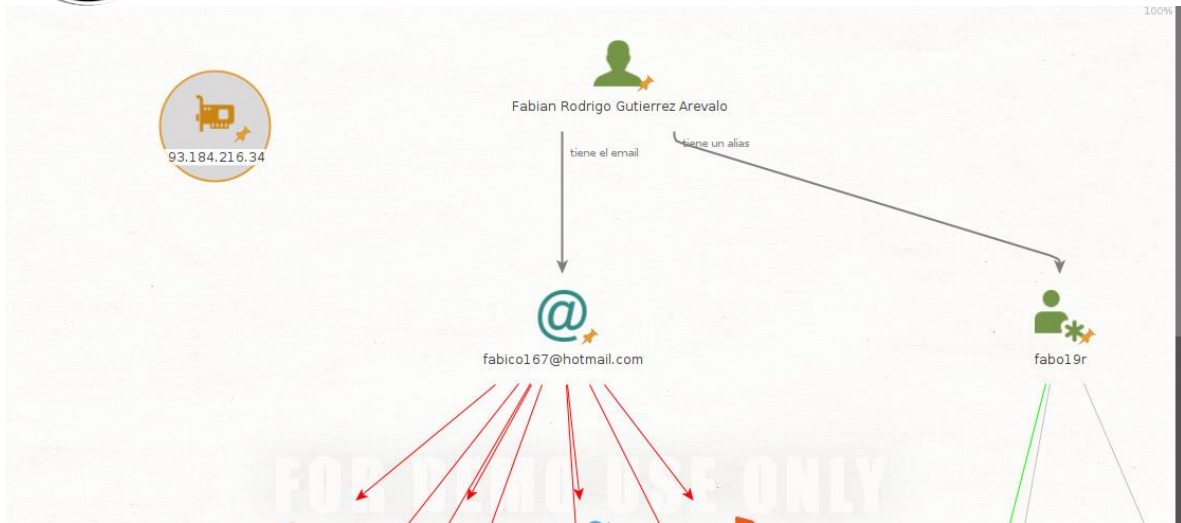 100%
Fabian Rodrigo Gutierrez Arevalo
93.184.216.34
tiene el email
tiene un alias
fabico167@hotmail.com
fabo19r
FOR DEMO USE ONLY